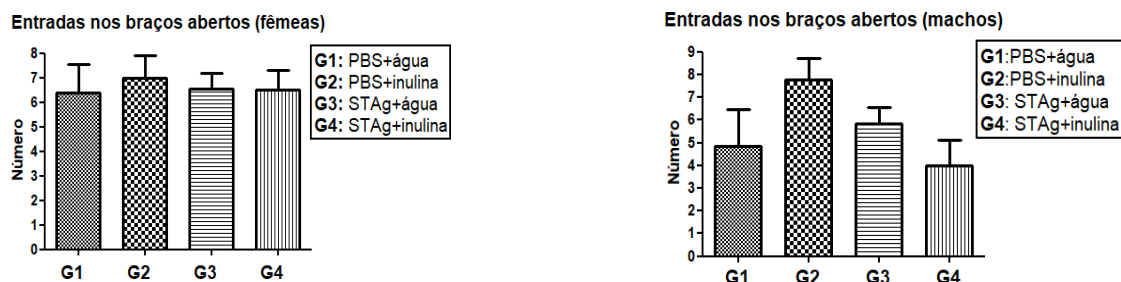 Entradas nos braços abertos (fêmeas)
Número
8
7
6
5
4
3
2
1
0
G1 G2 G3 G4
G1: PBS+água
G2: PBS+inulina
G3: STAg+água
G4: STAg+inulina
Entradas nos braços abertos (machos)
Número
9
8
7
6
5
4
3
2
1
0
G1 G2 G3 G4
G1:PBS+água
G2:PBS+inulina
G3: STAg+água
G4: STAg+inulina